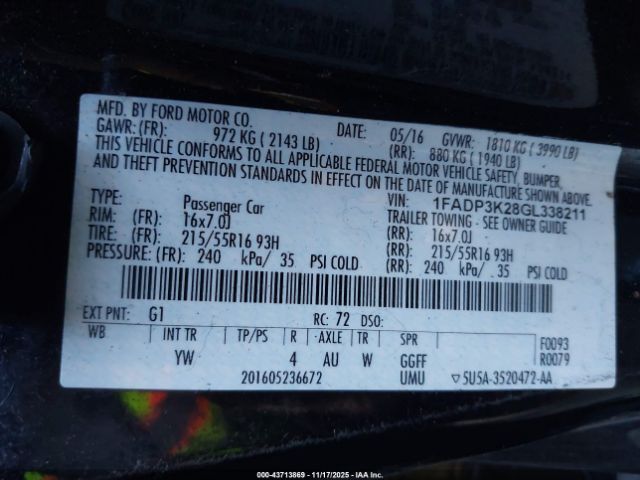 MFD. BY FORD MOTOR CO.
DATE: 05/16 GVWR: 1810 KG ( 3990 LB)
GAWR: (FR): 972 KG ( 2143 LB) (RR): 880 KG ( 1940 LB)
THIS VEHICLE CONFORMS TO ALL APPLICABLE FEDERAL MOTOR VEHICLE SAFETY, BUMPER,
AND THEFT PREVENTION STANDARDS IN EFFECT ON THE DATE OF MANUFACTURE SHOWN ABOVE.
VIN: 1FADP3K28GL338211
TYPE: Passenger Car TRAILER TOWING - SEE OWNER GUIDE
RIM: (FR): 16x7.0J (RR): 16x7.0J
TIRE: (FR): 215/55R16 93H (RR): 215/55R16 93H
PRESSURE: (FR): 240 kPa/ 35 PSI COLD (RR): 240 kPa/ 35 PSI COLD
EXT PNT: G1 RC: 72 DSO:
WB INT TR TP/PS R AXLE TR SPR F0093
YW 4 AU W GGFF R0079
201605236672 UMU 5U5A-3520472-AA
000-43713869 11/17/2025 - IAAI.CA